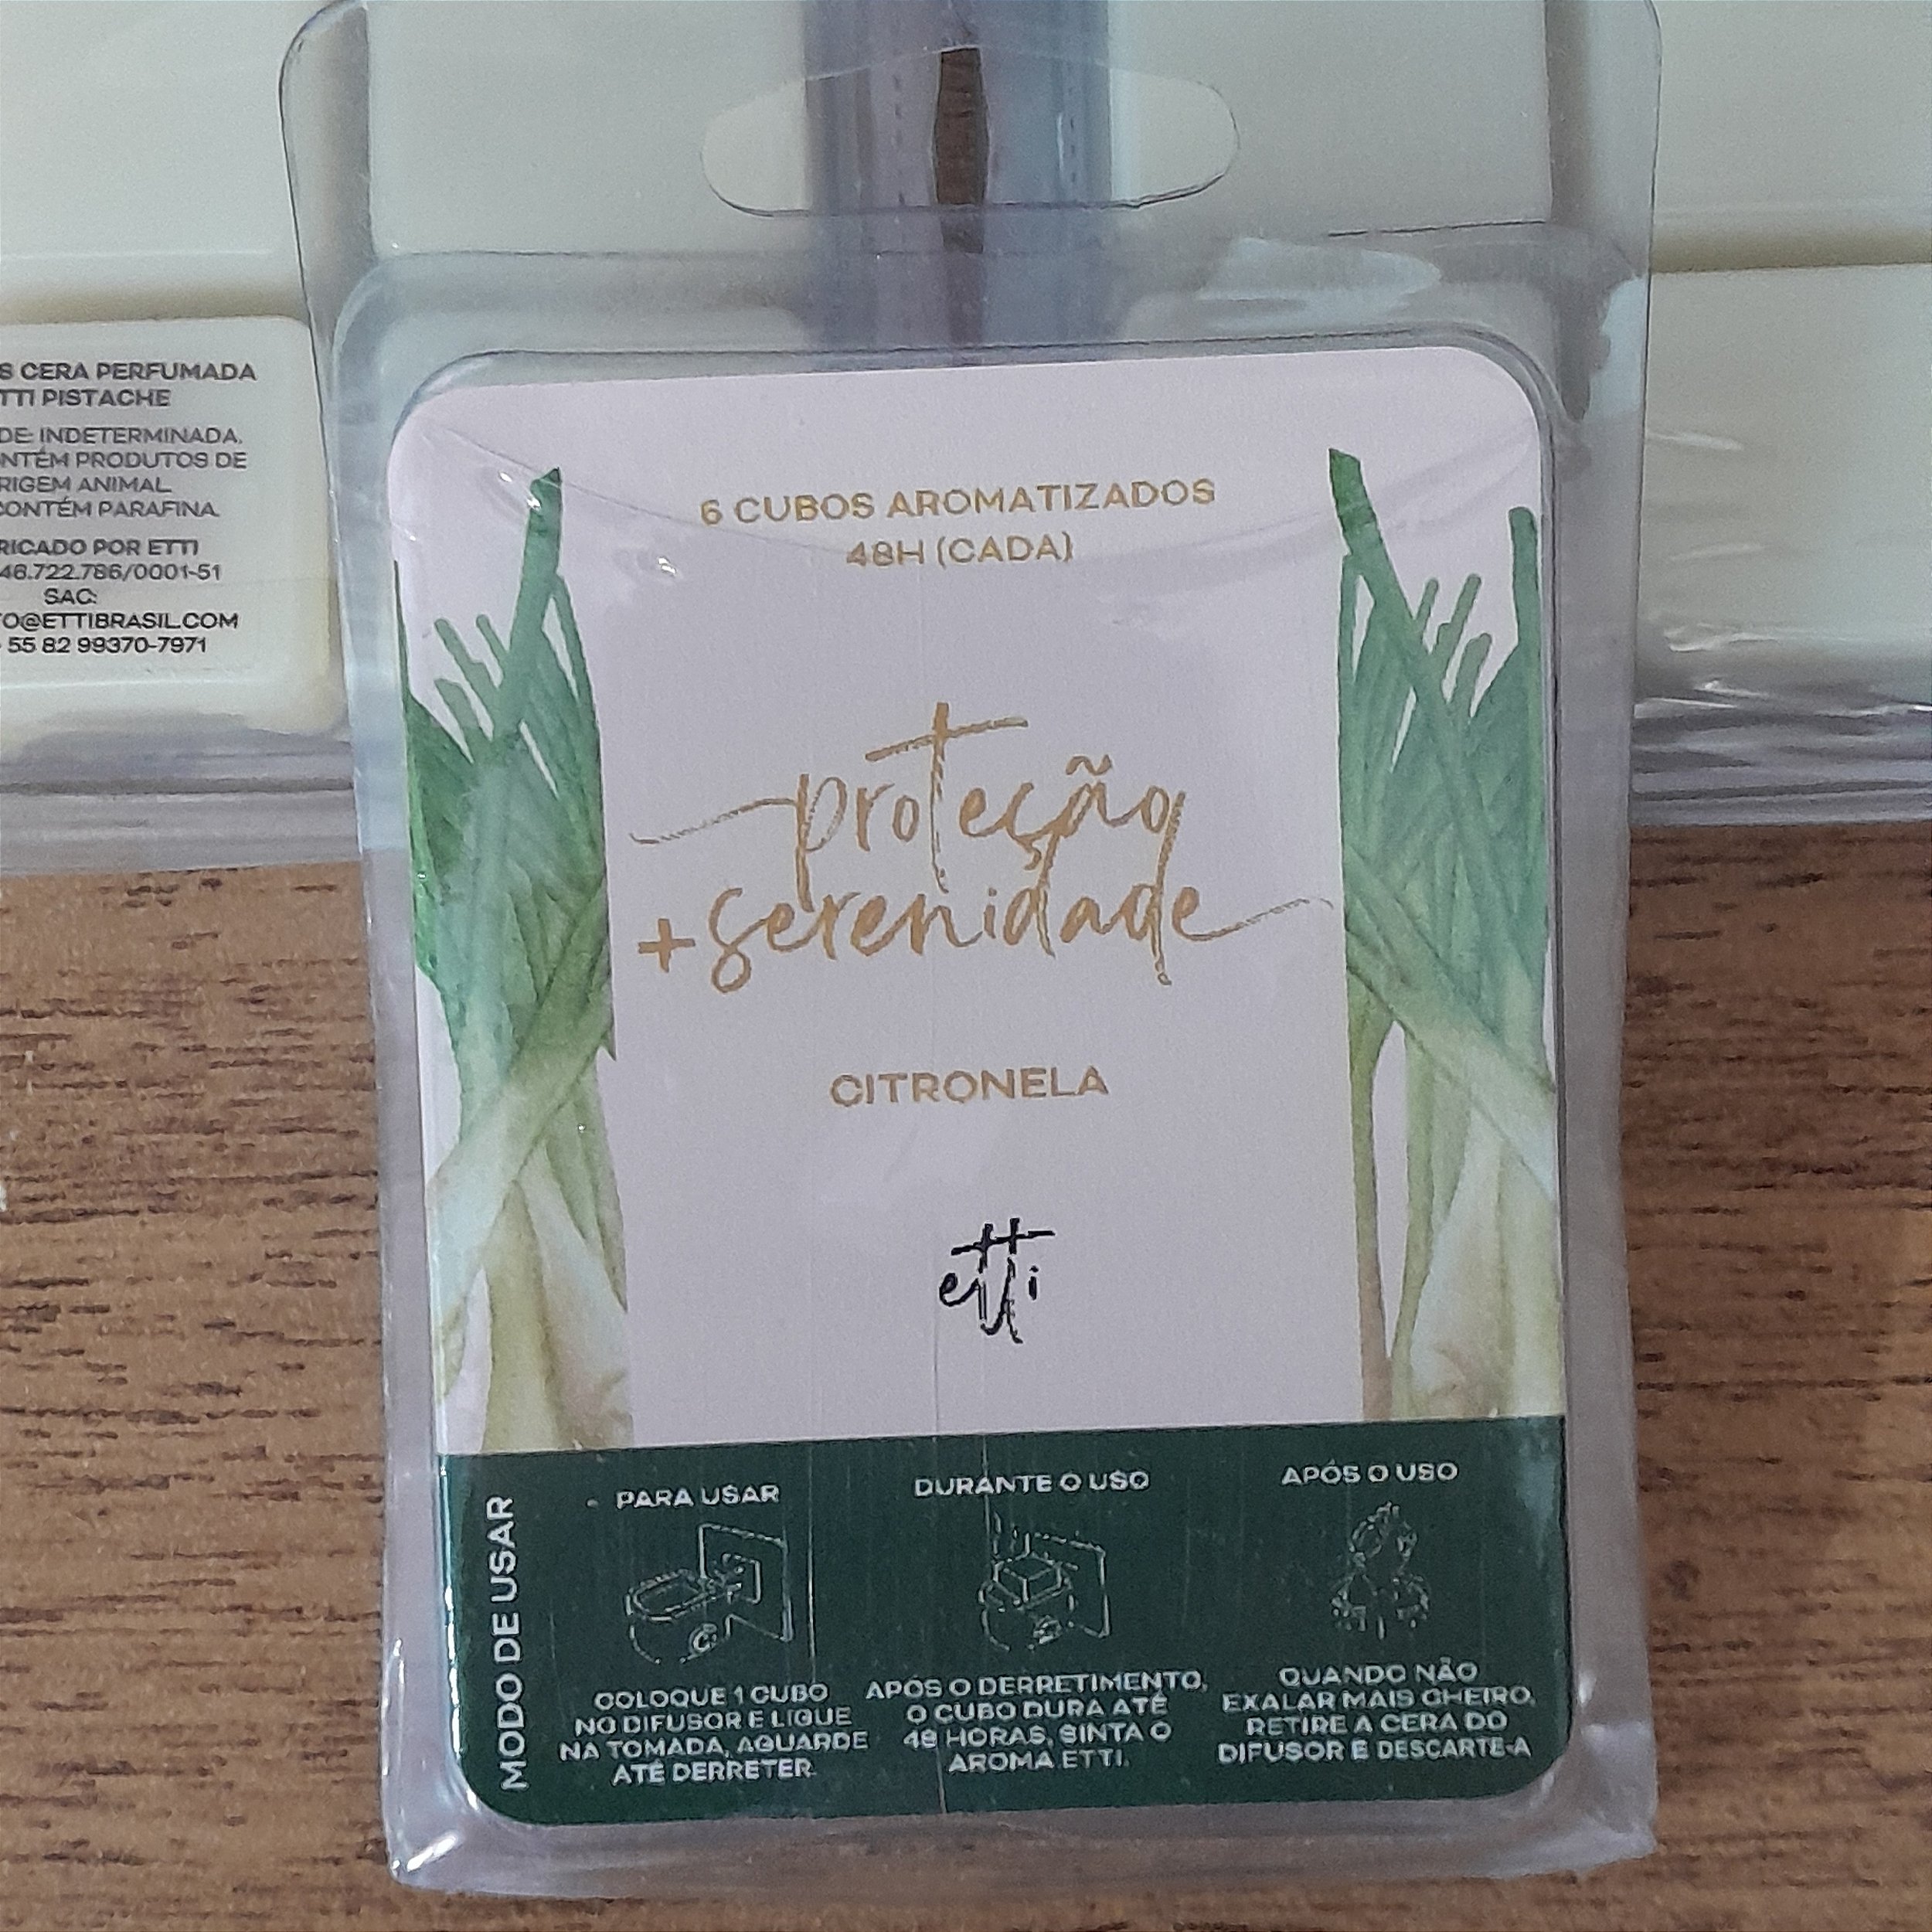 S CERA PERFUMADA
TTI PISTACHE
DE: INDETERMINADA.
NTÉM PRODUTOS DE
RIGEM ANIMAL
CONTÉM PARAFINA.
RICADO POR ETTI
46.722.786/0001-51
SAC:
TO@ETTIBRASIL.COM
55 82 99370-7971
6 CUBOS AROMATIZADOS
48H (CADA)
proteção
+serenidade
CITRONELA
etti
MODO DE USAR
PARA USAR
COLOQUE 1 CUBO
NO DIFUSOR E LIGUE
NA TOMADA, AGUARDE
ATÉ DERRETER.
DURANTE O USO
APÓS O DERRETIMENTO,
O CUBO DURA ATÉ
48 HORAS, SINTA O
AROMA ETTI.
APÓS O USO
QUANDO NÃO
EXALAR MAIS CHEIRO,
RETIRE A CERA DO
DIFUSOR E DESCARTE-A